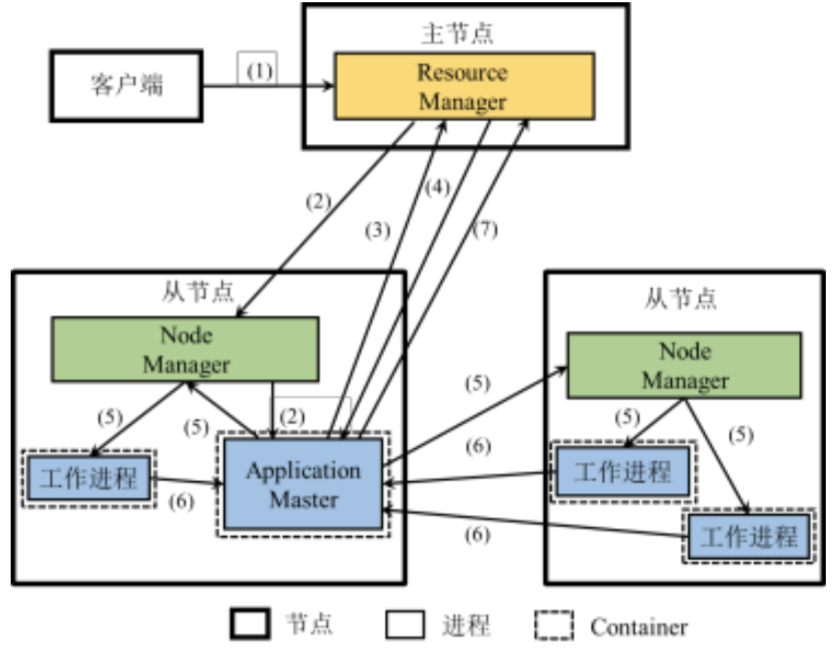 主节点
客户端
(1)
Resource
Manager
(2)
(3)
(4)
(7)
从节点
Node
Manager
(5)
(5)
(2)
工作进程
(6)
Application
Master
(5)
(6)
(6)
从节点
Node
Manager
(5)
(5)
工作进程
工作进程
节点
进程
Container